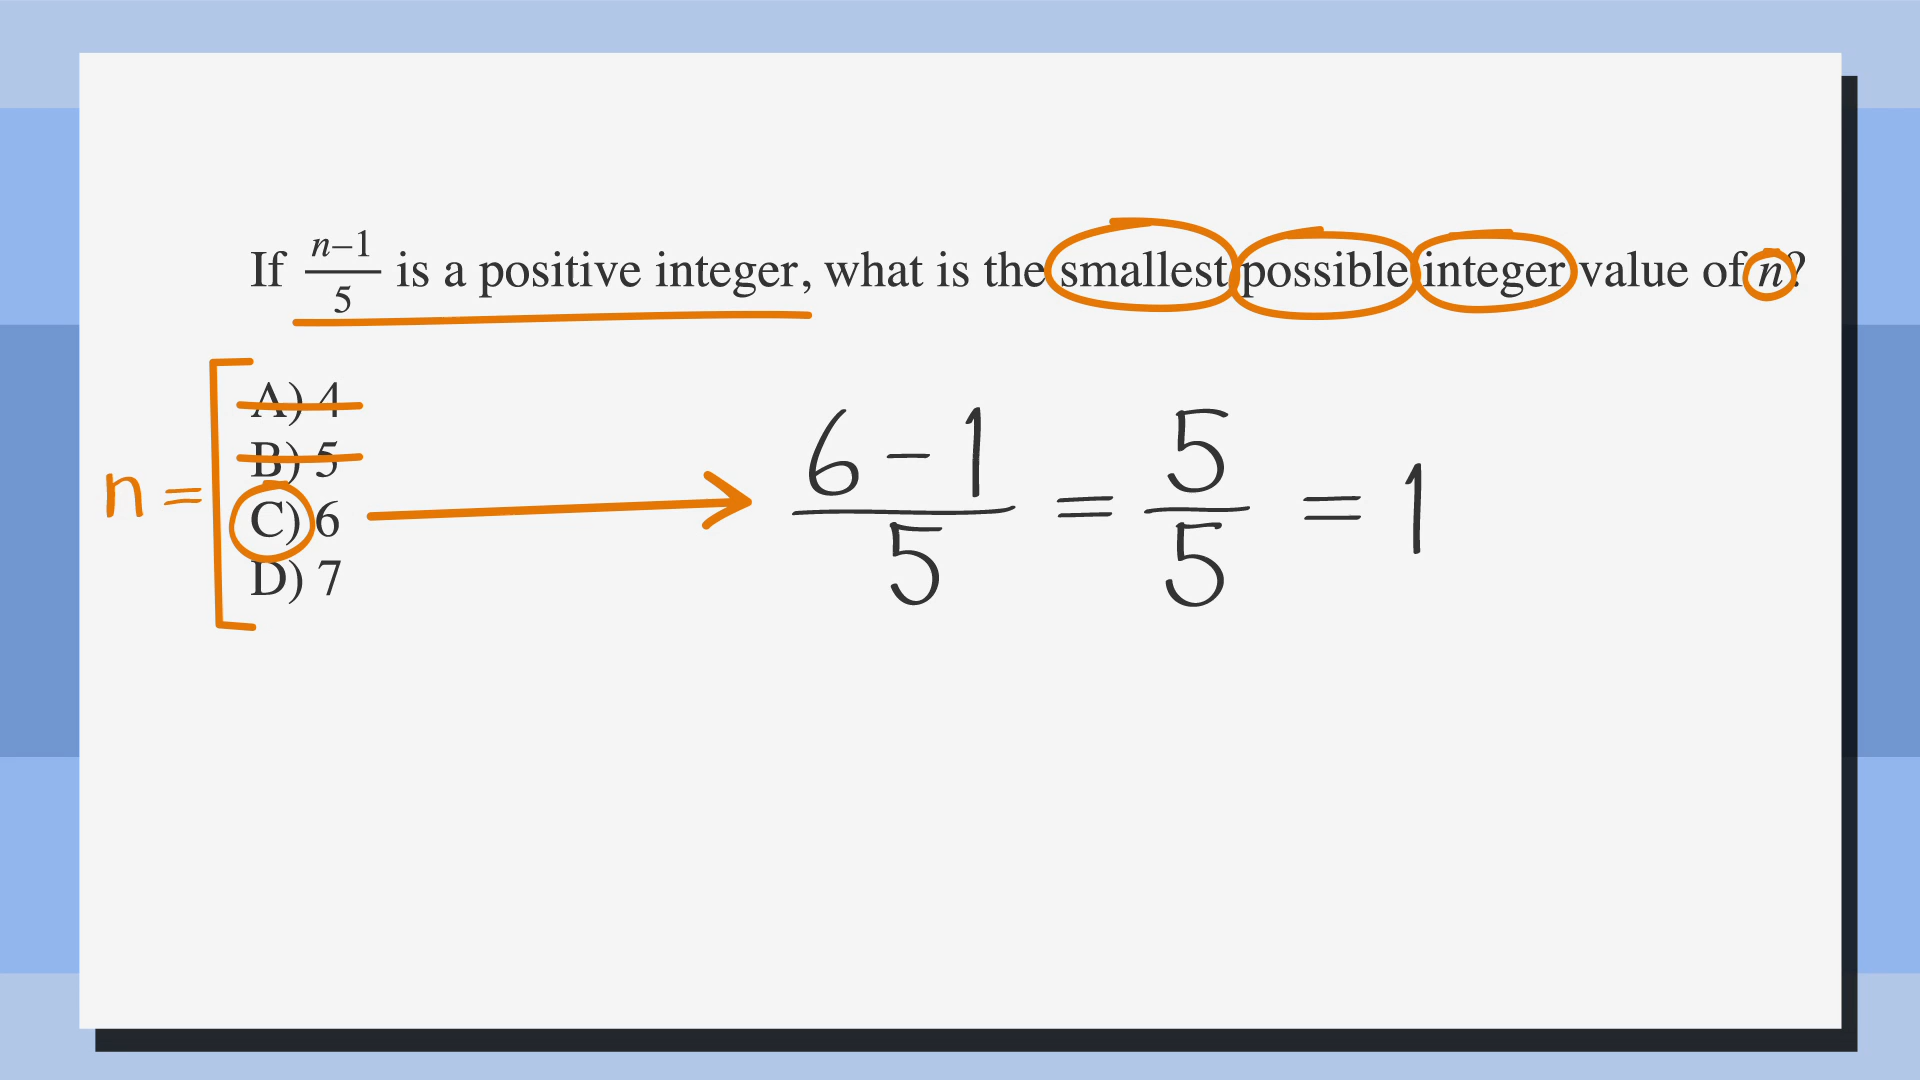 If n–1/5 is a positive integer, what is the smallest possible integer value of n?
A) 4
B) 5
n = C) 6
D) 7
6 – 1/5 = 5/5 = 1